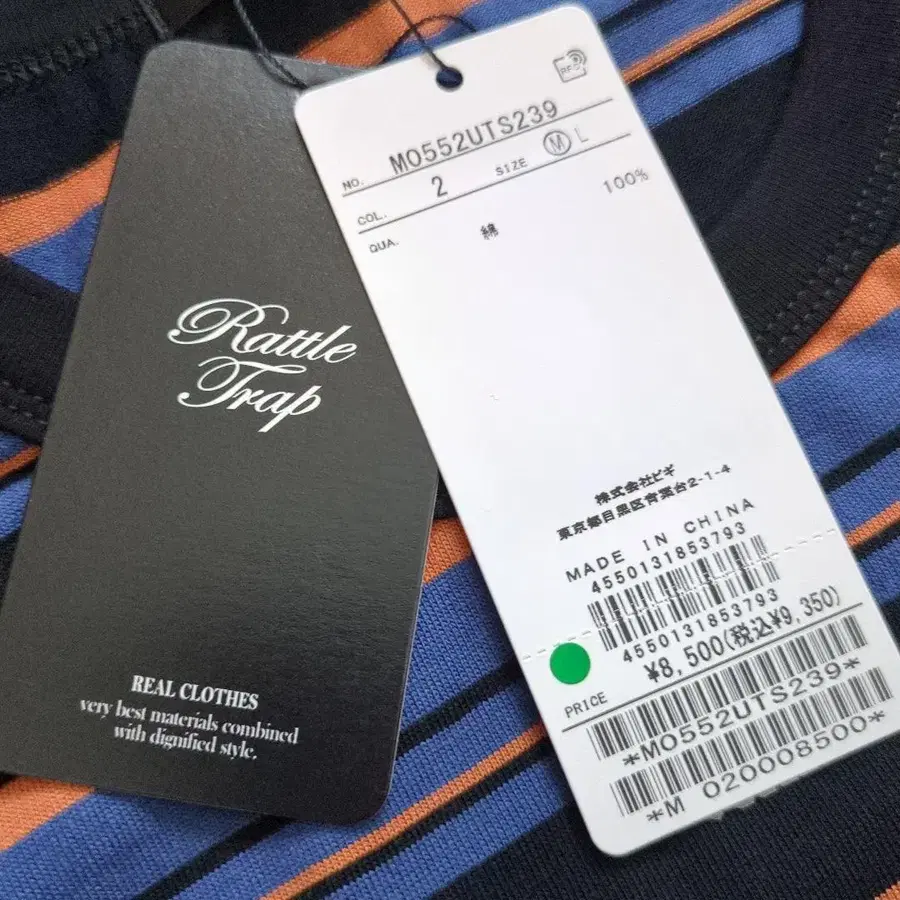 Rattle
Trap
REAL CLOTHES
very best materials combined
with dignified style.
RFID
NO. M0552UTS239
COL. 2 SIZE M L
QUA. 綿 100%
株式会社ビギ
東京都目黒区青葉台2-1-4
MADE IN CHINA
4550131853793
4550131853793
¥8,500(税込¥9,350)
PRICE
*M0552UTS239*
*M 020008500*